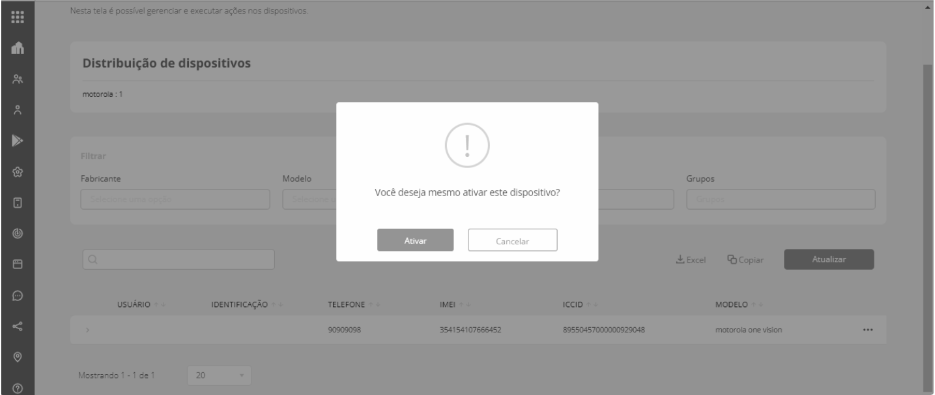 Nesta tela é possível gerenciar e executar ações nos dispositivos.
Distribuição de dispositivos
motorola : 1
!
Você deseja mesmo ativar este dispositivo?
Ativar Cancelar
Filtrar
Fabricante Modelo Grupos
Excel Copiar Atualizar
USUÁRIO IDENTIFICAÇÃO TELEFONE IMEI ICCID MODELO
90909098 354154107666452 89550457000000929048 motorola one vision
Mostrando 1 - 1 de 1 20